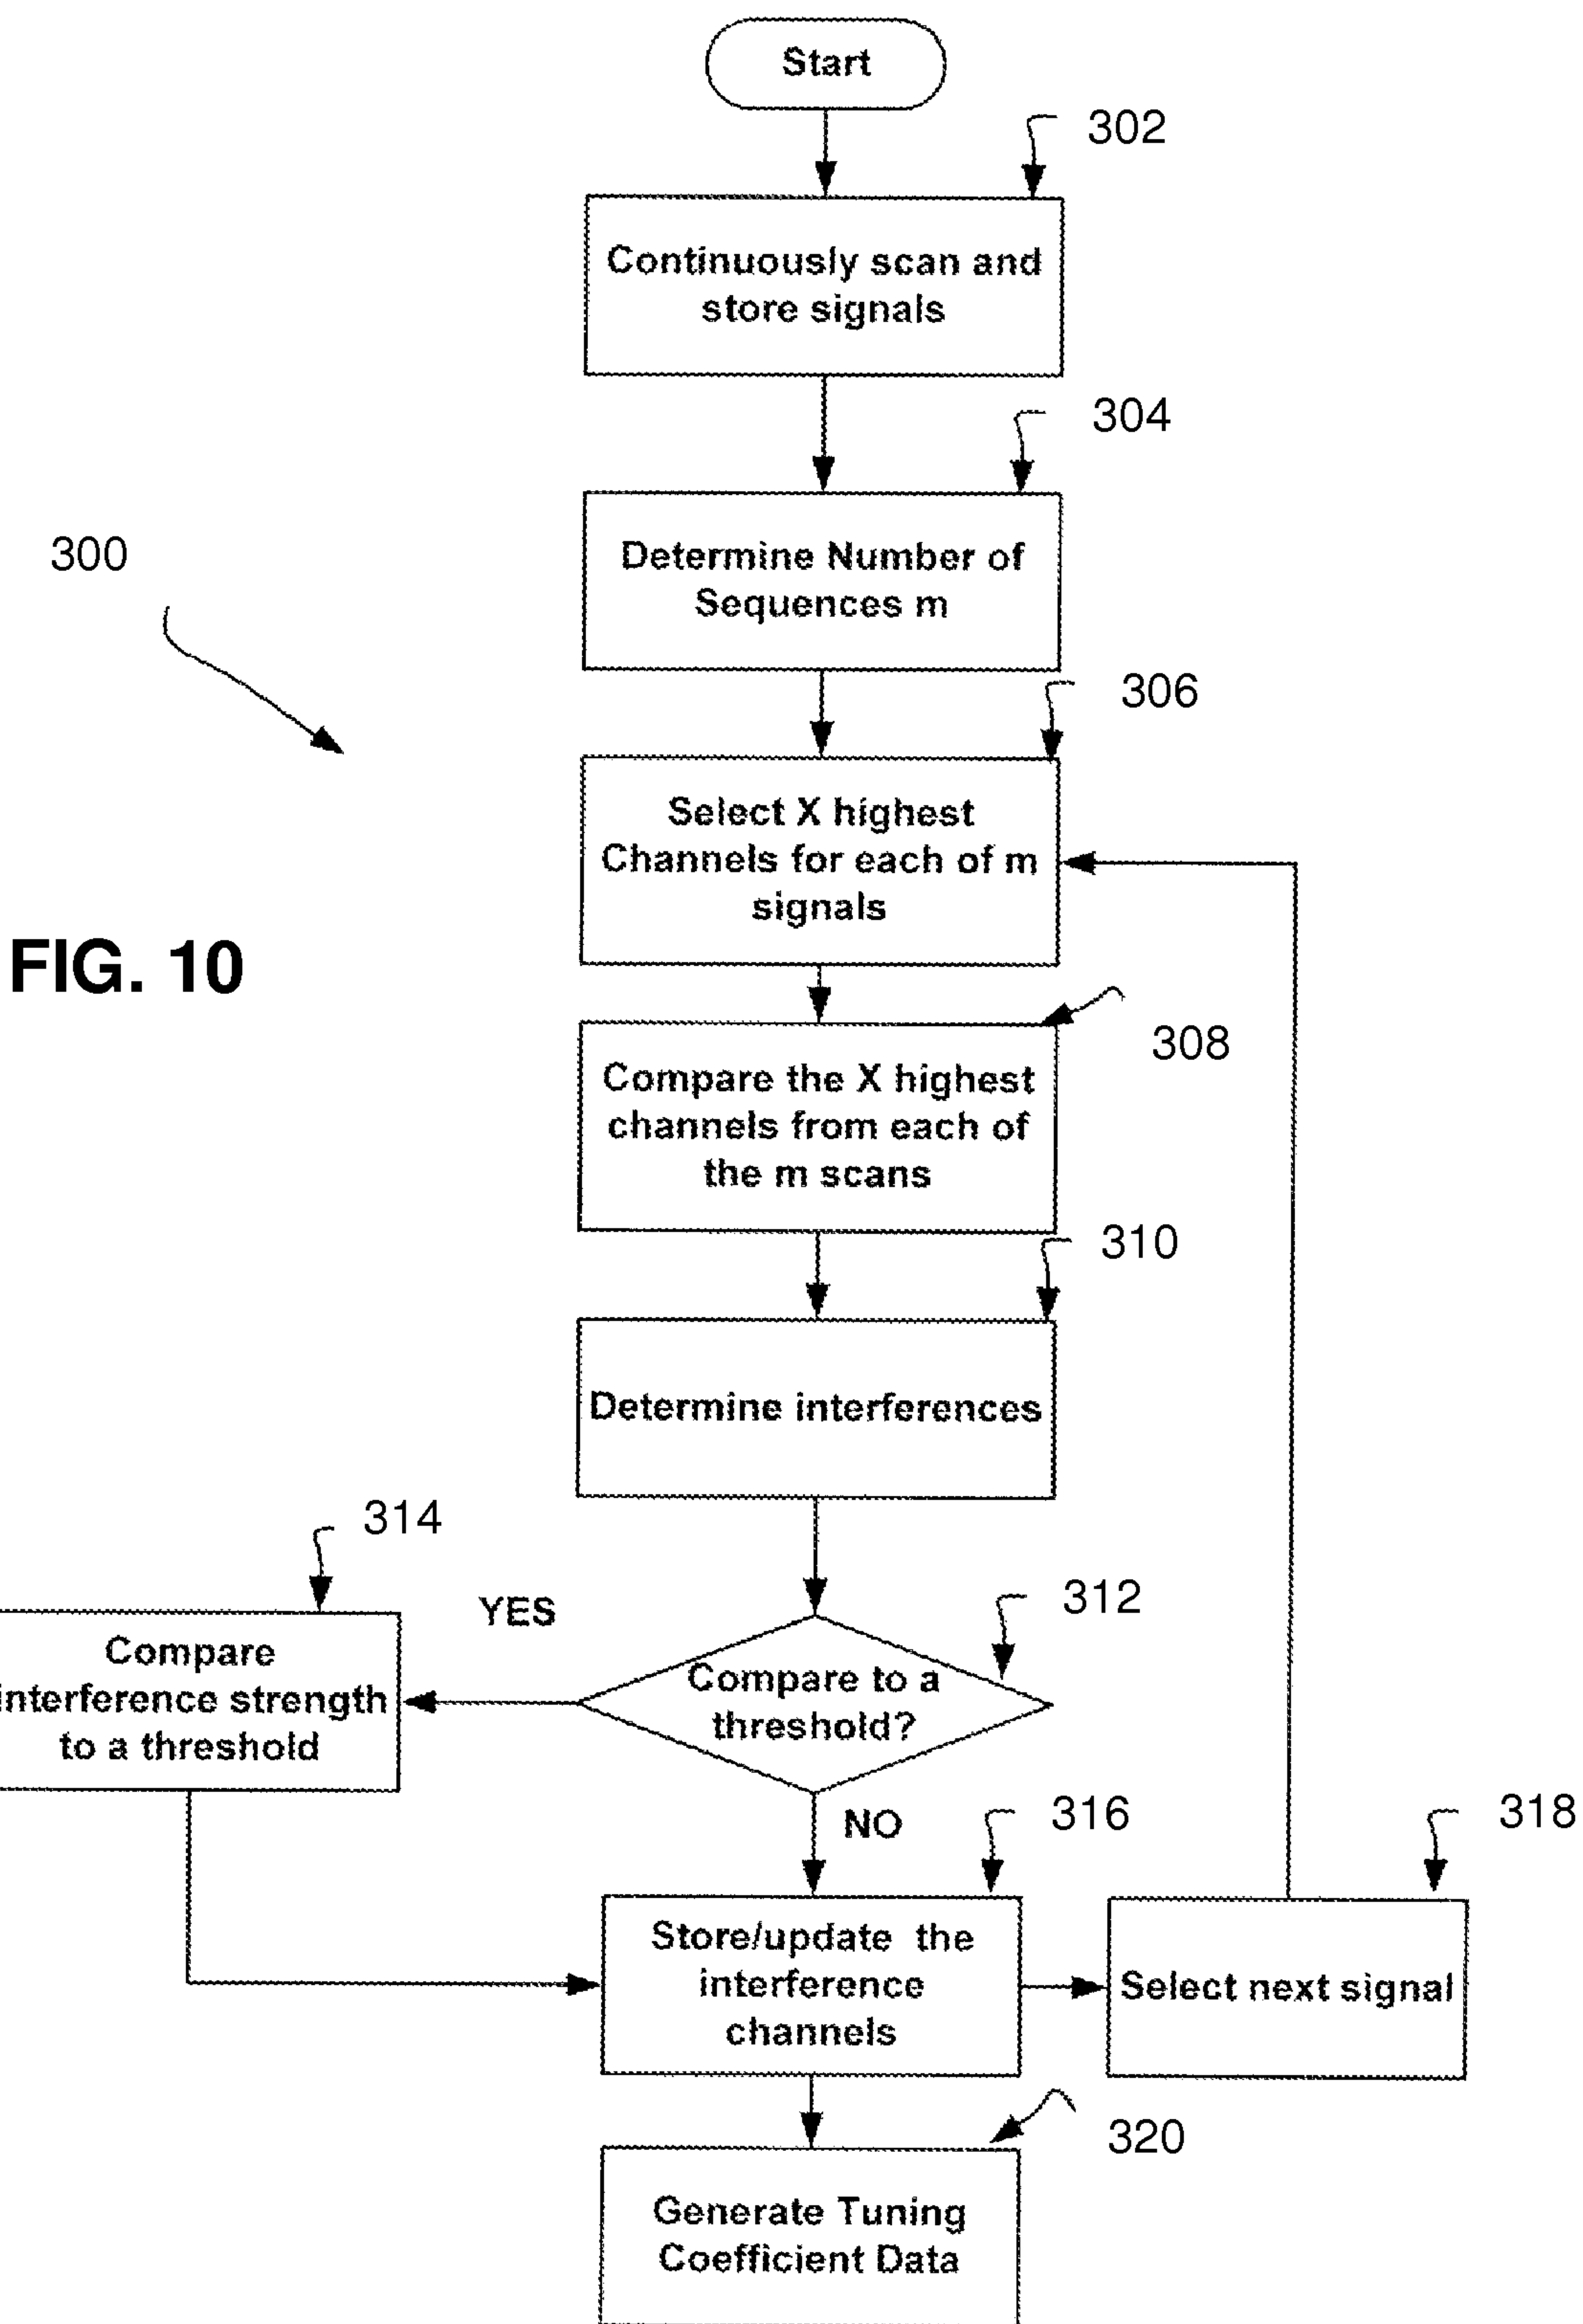 Start
302
Continuously scan and
store signals
304
Determine Number of
Sequences m
300
306
Select X highest
Channels for each of m
signals
FIG. 10
308
Compare the X highest
channels from each of
the m scans
310
Determine interferences
314
YES
312
Compare
interference strength
to a threshold
Compare to a
threshold?
NO
316
318
Store/update the
interference
channels
Select next signal
320
Generate Tuning
Coefficient Data